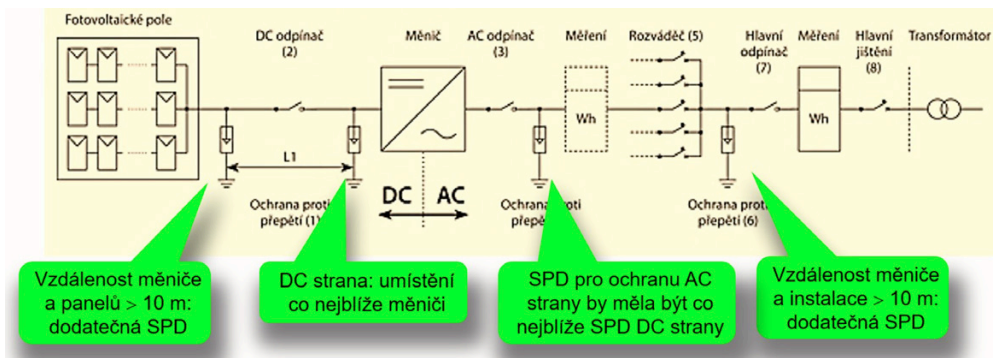 Fotovoltaické pole
DC odpínač
(2)
Měnič
AC odpínač
(3)
Měření
Rozváděč (5)
Hlavní
odpínač
(7)
Měření
Hlavní
jištění
(8)
Transformátor
Wh
Wh
L1
DC
AC
Ochrana proti
přepětí (1)
Ochrana proti
přepětí
Ochrana proti
přepětí (6)
Vzdálenost měniče
a panelů > 10 m:
dodatečná SPD
DC strana: umístění
co nejblíže měniči
SPD pro ochranu AC
strany by měla být co
nejblíže SPD DC strany
Vzdálenost měniče
a instalace > 10 m:
dodatečná SPD